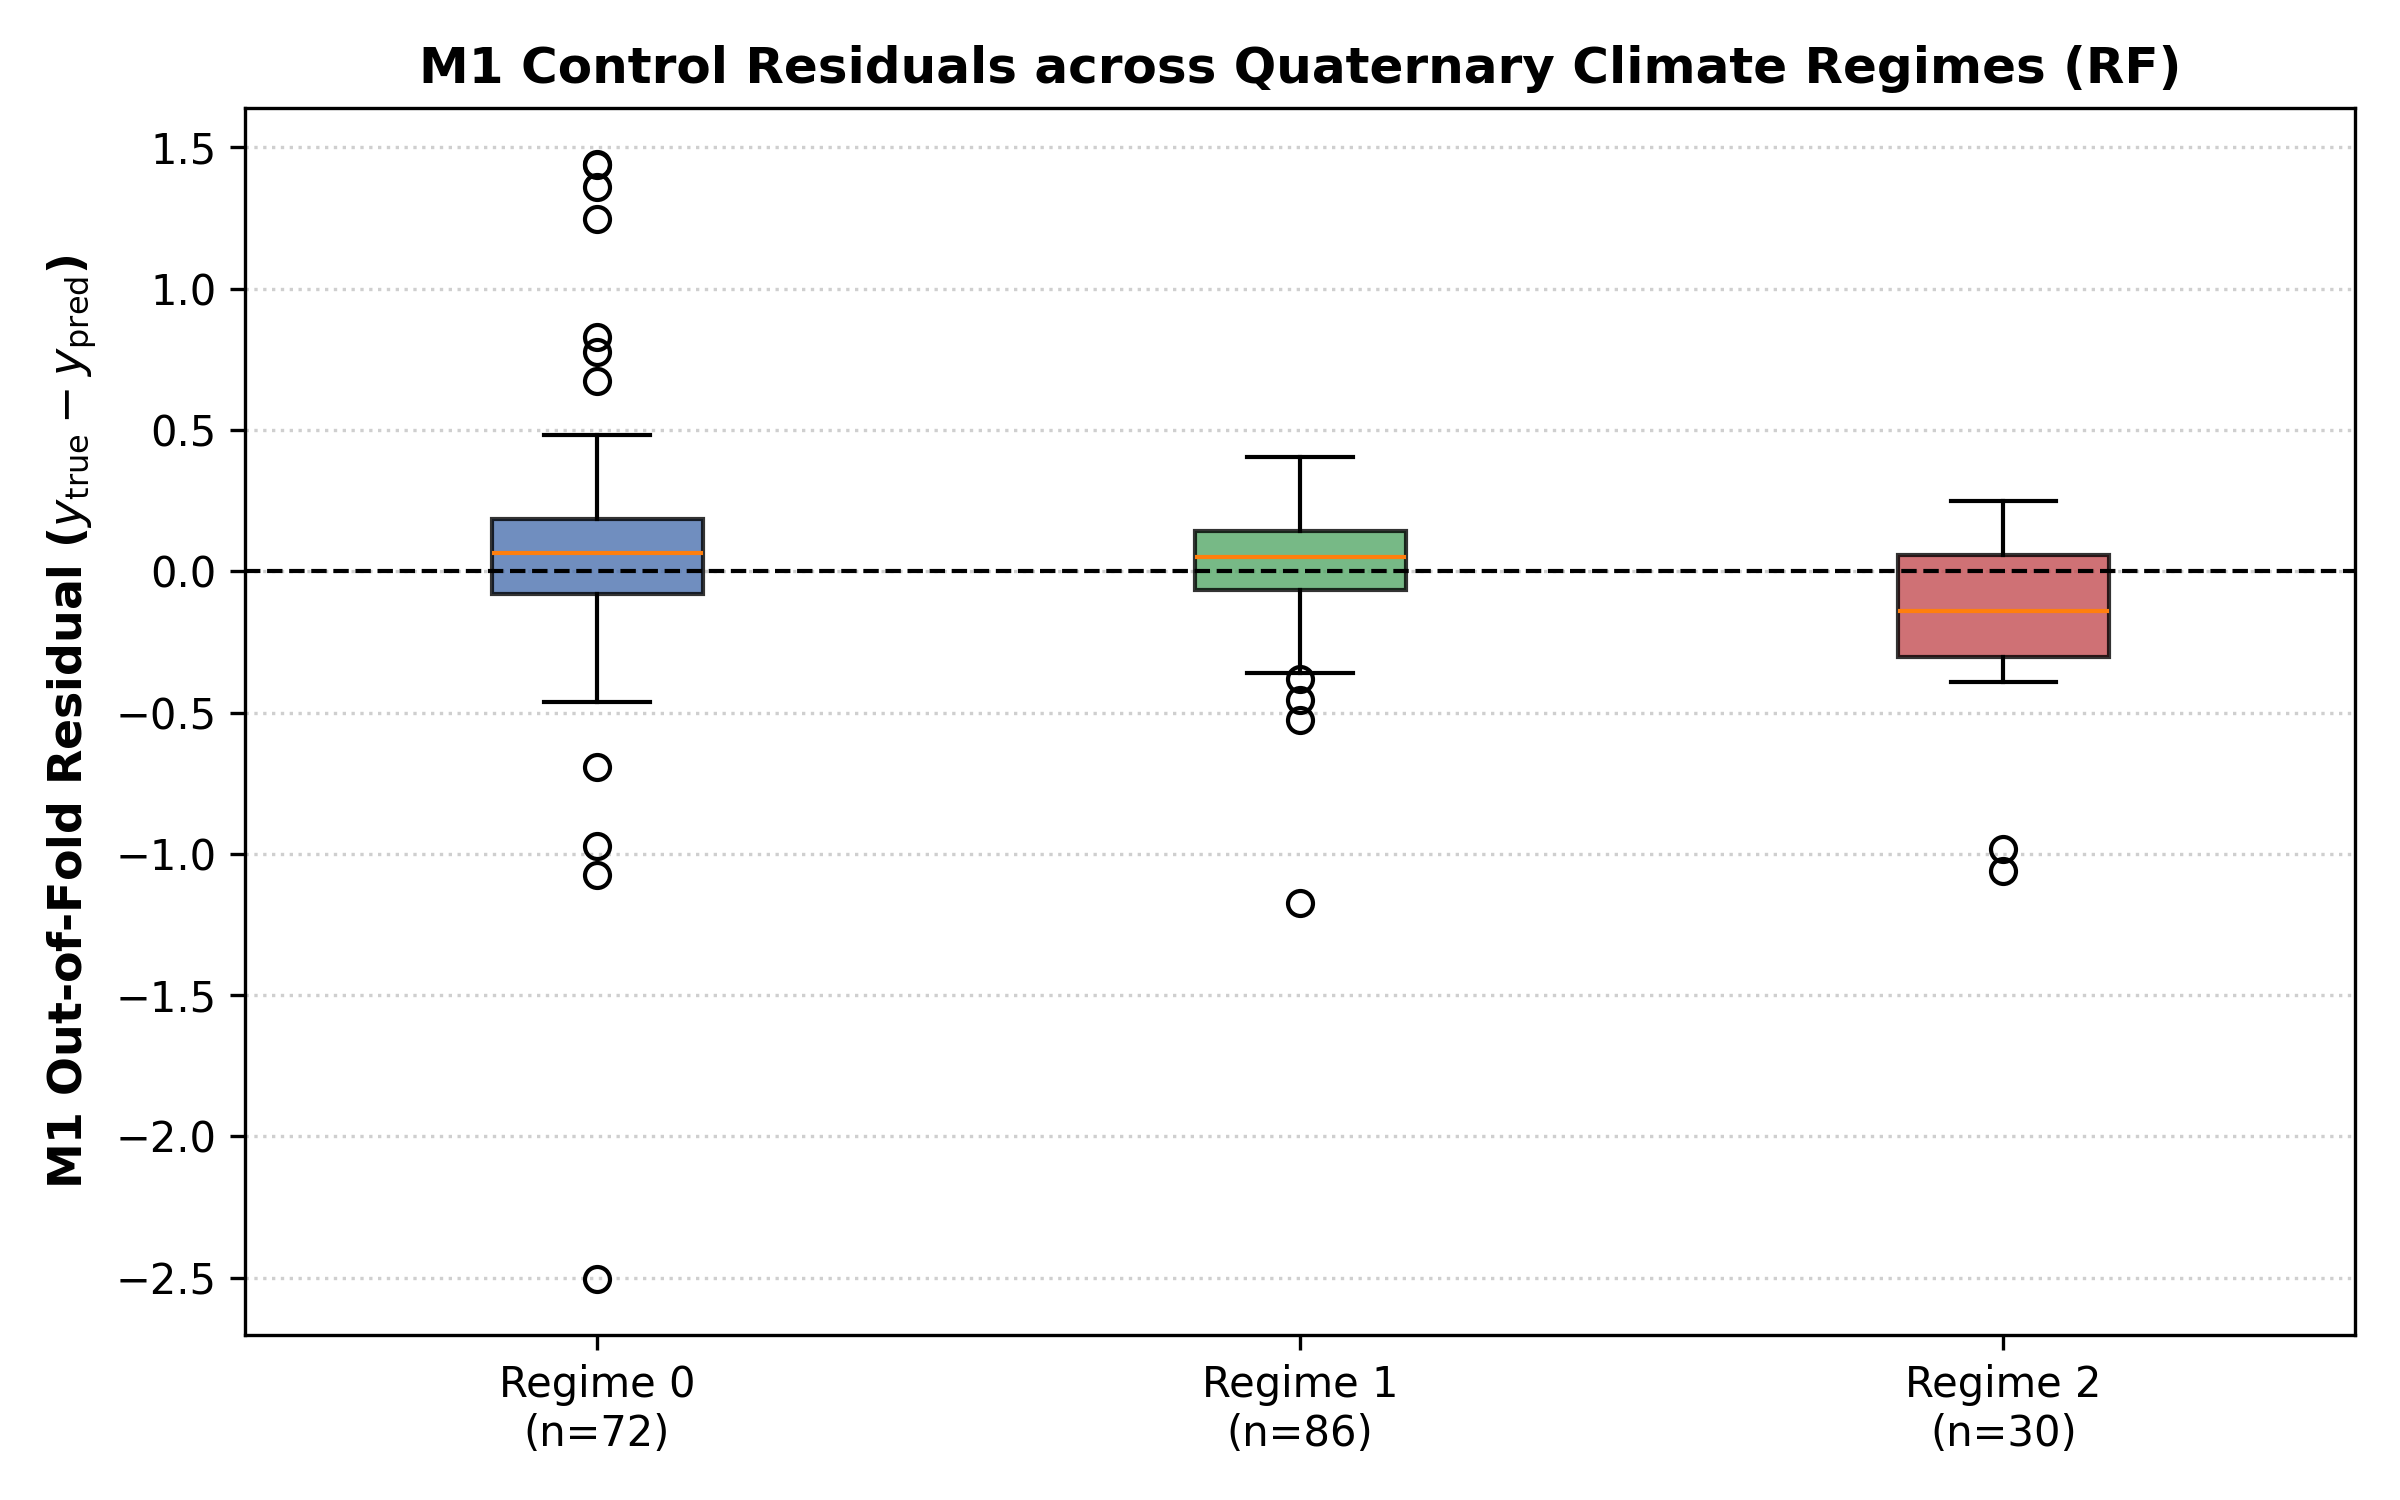 M1 Control Residuals across Quaternary Climate Regimes (RF)
M1 Out-of-Fold Residual (y_true − y_pred)
1.5
1.0
0.5
0.0
−0.5
−1.0
−1.5
−2.0
−2.5
Regime 0
(n=72)
Regime 1
(n=86)
Regime 2
(n=30)